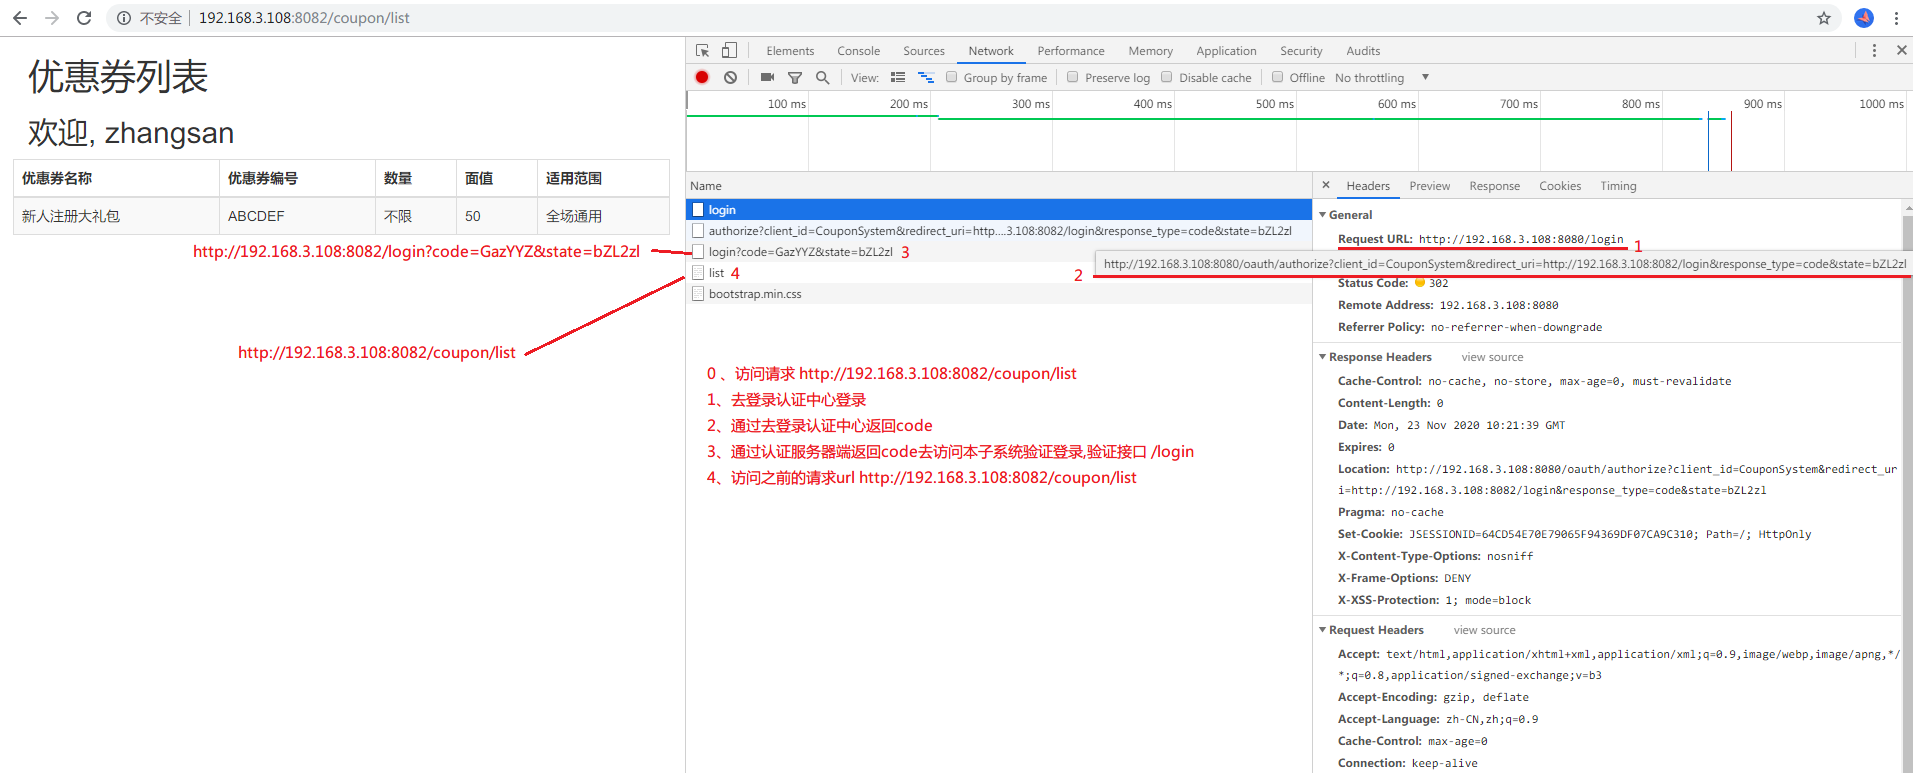 不安全 | 192.168.3.108:8082/coupon/list
优惠券列表
欢迎, zhangsan
优惠券名称 优惠券编号 数量 面值 适用范围
新人注册大礼包 ABCDEF 不限 50 全场通用
http://192.168.3.108:8082/login?code=GazYYZ&state=bZL2zl
http://192.168.3.108:8082/coupon/list
Elements Console Sources Network Performance Memory Application Security Audits
View: Group by frame Preserve log Disable cache Offline No throttling
100 ms 200 ms 300 ms 400 ms 500 ms 600 ms 700 ms 800 ms 900 ms 1000 ms
Name
login
authorize?client_id=CouponSystem&redirect_uri=http....3.108:8082/login&response_type=code&state=bZL2zl
login?code=GazYYZ&state=bZL2zl 3
list 4
bootstrap.min.css
0 、访问请求 http://192.168.3.108:8082/coupon/list
1、去登录认证中心登录
2、通过去登录认证中心返回code
3、通过认证服务器端返回code去访问本子系统验证登录,验证接口 /login
4、访问之前的请求url http://192.168.3.108:8082/coupon/list
Headers Preview Response Cookies Timing
General
Request URL: http://192.168.3.108:8080/login 1
2 http://192.168.3.108:8080/oauth/authorize?client_id=CouponSystem&redirect_uri=http://192.168.3.108:8082/login&response_type=code&state=bZL2zl
Status Code: 302
Remote Address: 192.168.3.108:8080
Referrer Policy: no-referrer-when-downgrade
Response Headers view source
Cache-Control: no-cache, no-store, max-age=0, must-revalidate
Content-Length: 0
Date: Mon, 23 Nov 2020 10:21:39 GMT
Expires: 0
Location: http://192.168.3.108:8080/oauth/authorize?client_id=CouponSystem&redirect_ur
i=http://192.168.3.108:8082/login&response_type=code&state=bZL2zl
Pragma: no-cache
Set-Cookie: JSESSIONID=64CD54E70E79065F94369DF07CA9C310; Path=/; HttpOnly
X-Content-Type-Options: nosniff
X-Frame-Options: DENY
X-XSS-Protection: 1; mode=block
Request Headers view source
Accept: text/html,application/xhtml+xml,application/xml;q=0.9,image/webp,image/apng,*/
*;q=0.8,application/signed-exchange;v=b3
Accept-Encoding: gzip, deflate
Accept-Language: zh-CN,zh;q=0.9
Cache-Control: max-age=0
Connection: keep-alive